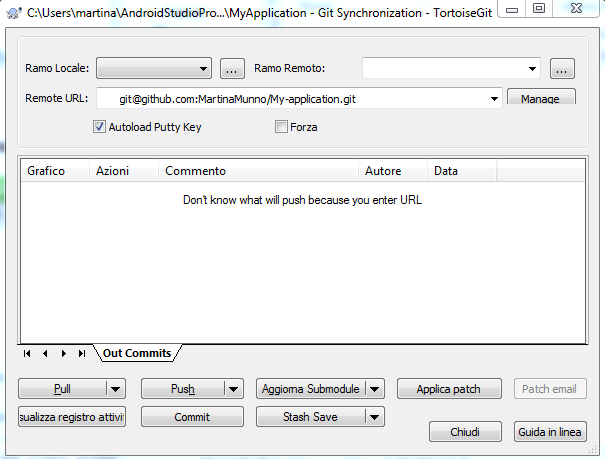 C:\Users\martina\AndroidStudioPro...\MyApplication - Git Synchronization - TortoiseGit
Ramo Locale:
...
Ramo Remoto:
...
Remote URL:
git@github.com:MartinaMunno/My-application.git
Manage
Autoload Putty Key
Forza
Grafico
Azioni
Commento
Autore
Data
Don't know what will push because you enter URL
Out Commits
Pull
Push
Aggiorna Submodule
Applica patch
Patch email
sualizza registro attivit
Commit
Stash Save
Chiudi
Guida in linea